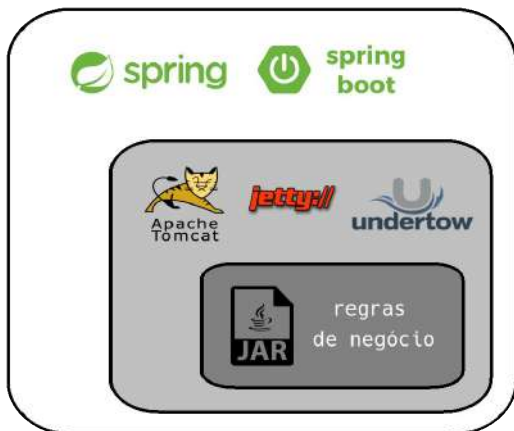 spring
spring
boot
Apache
Tomcat
jetty://
undertow
JAR
regras
de negócio